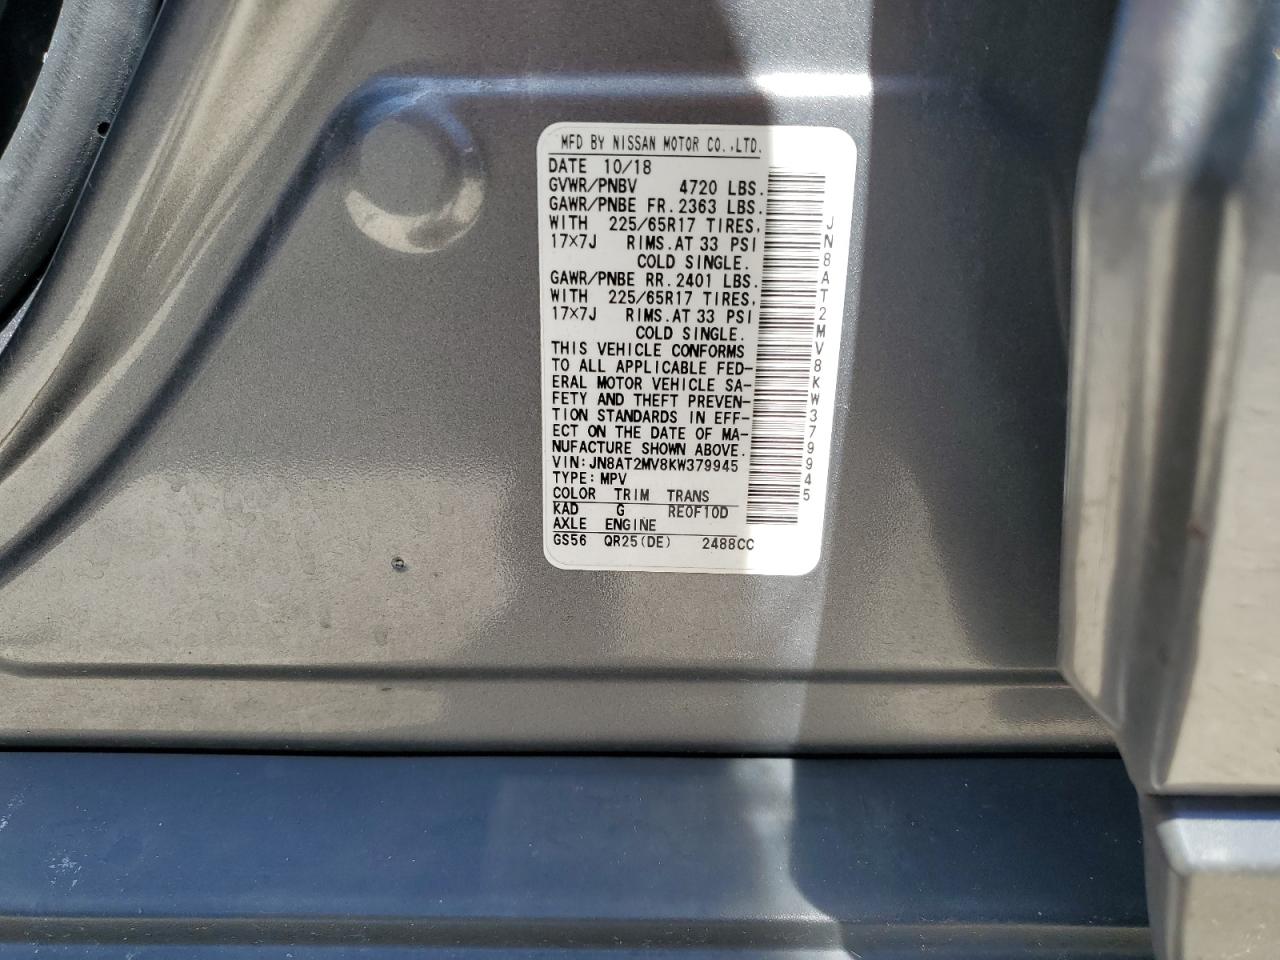 MFD BY NISSAN MOTOR CO.,LTD.
DATE 10/18
GVWR/PNBV 4720 LBS.
GAWR/PNBE FR. 2363 LBS.
WITH 225/65R17 TIRES,
17×7J RIMS. AT 33 PSI
COLD SINGLE.
GAWR/PNBE RR. 2401 LBS.
WITH 225/65R17 TIRES,
17×7J RIMS. AT 33 PSI
COLD SINGLE.
THIS VEHICLE CONFORMS
TO ALL APPLICABLE FED-
ERAL MOTOR VEHICLE SA-
FETY AND THEFT PREVEN-
TION STANDARDS IN EFF-
ECT ON THE DATE OF MA-
NUFACTURE SHOWN ABOVE.
VIN: JN8AT2MV8KW379945
TYPE: MPV
COLOR TRIM TRANS
KAD G RE0F10D
AXLE ENGINE
GS56 QR25(DE) 2488CC
JN8AT2MV8KW379945